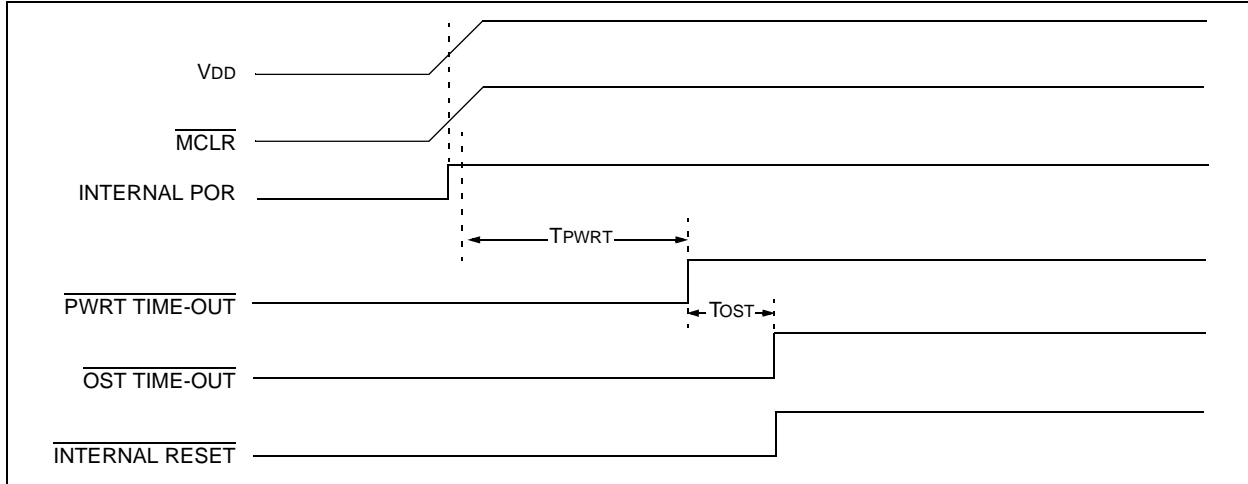 VDD
MCLR
INTERNAL POR
TPWRT
PWRT TIME-OUT
TOST
OST TIME-OUT
INTERNAL RESET